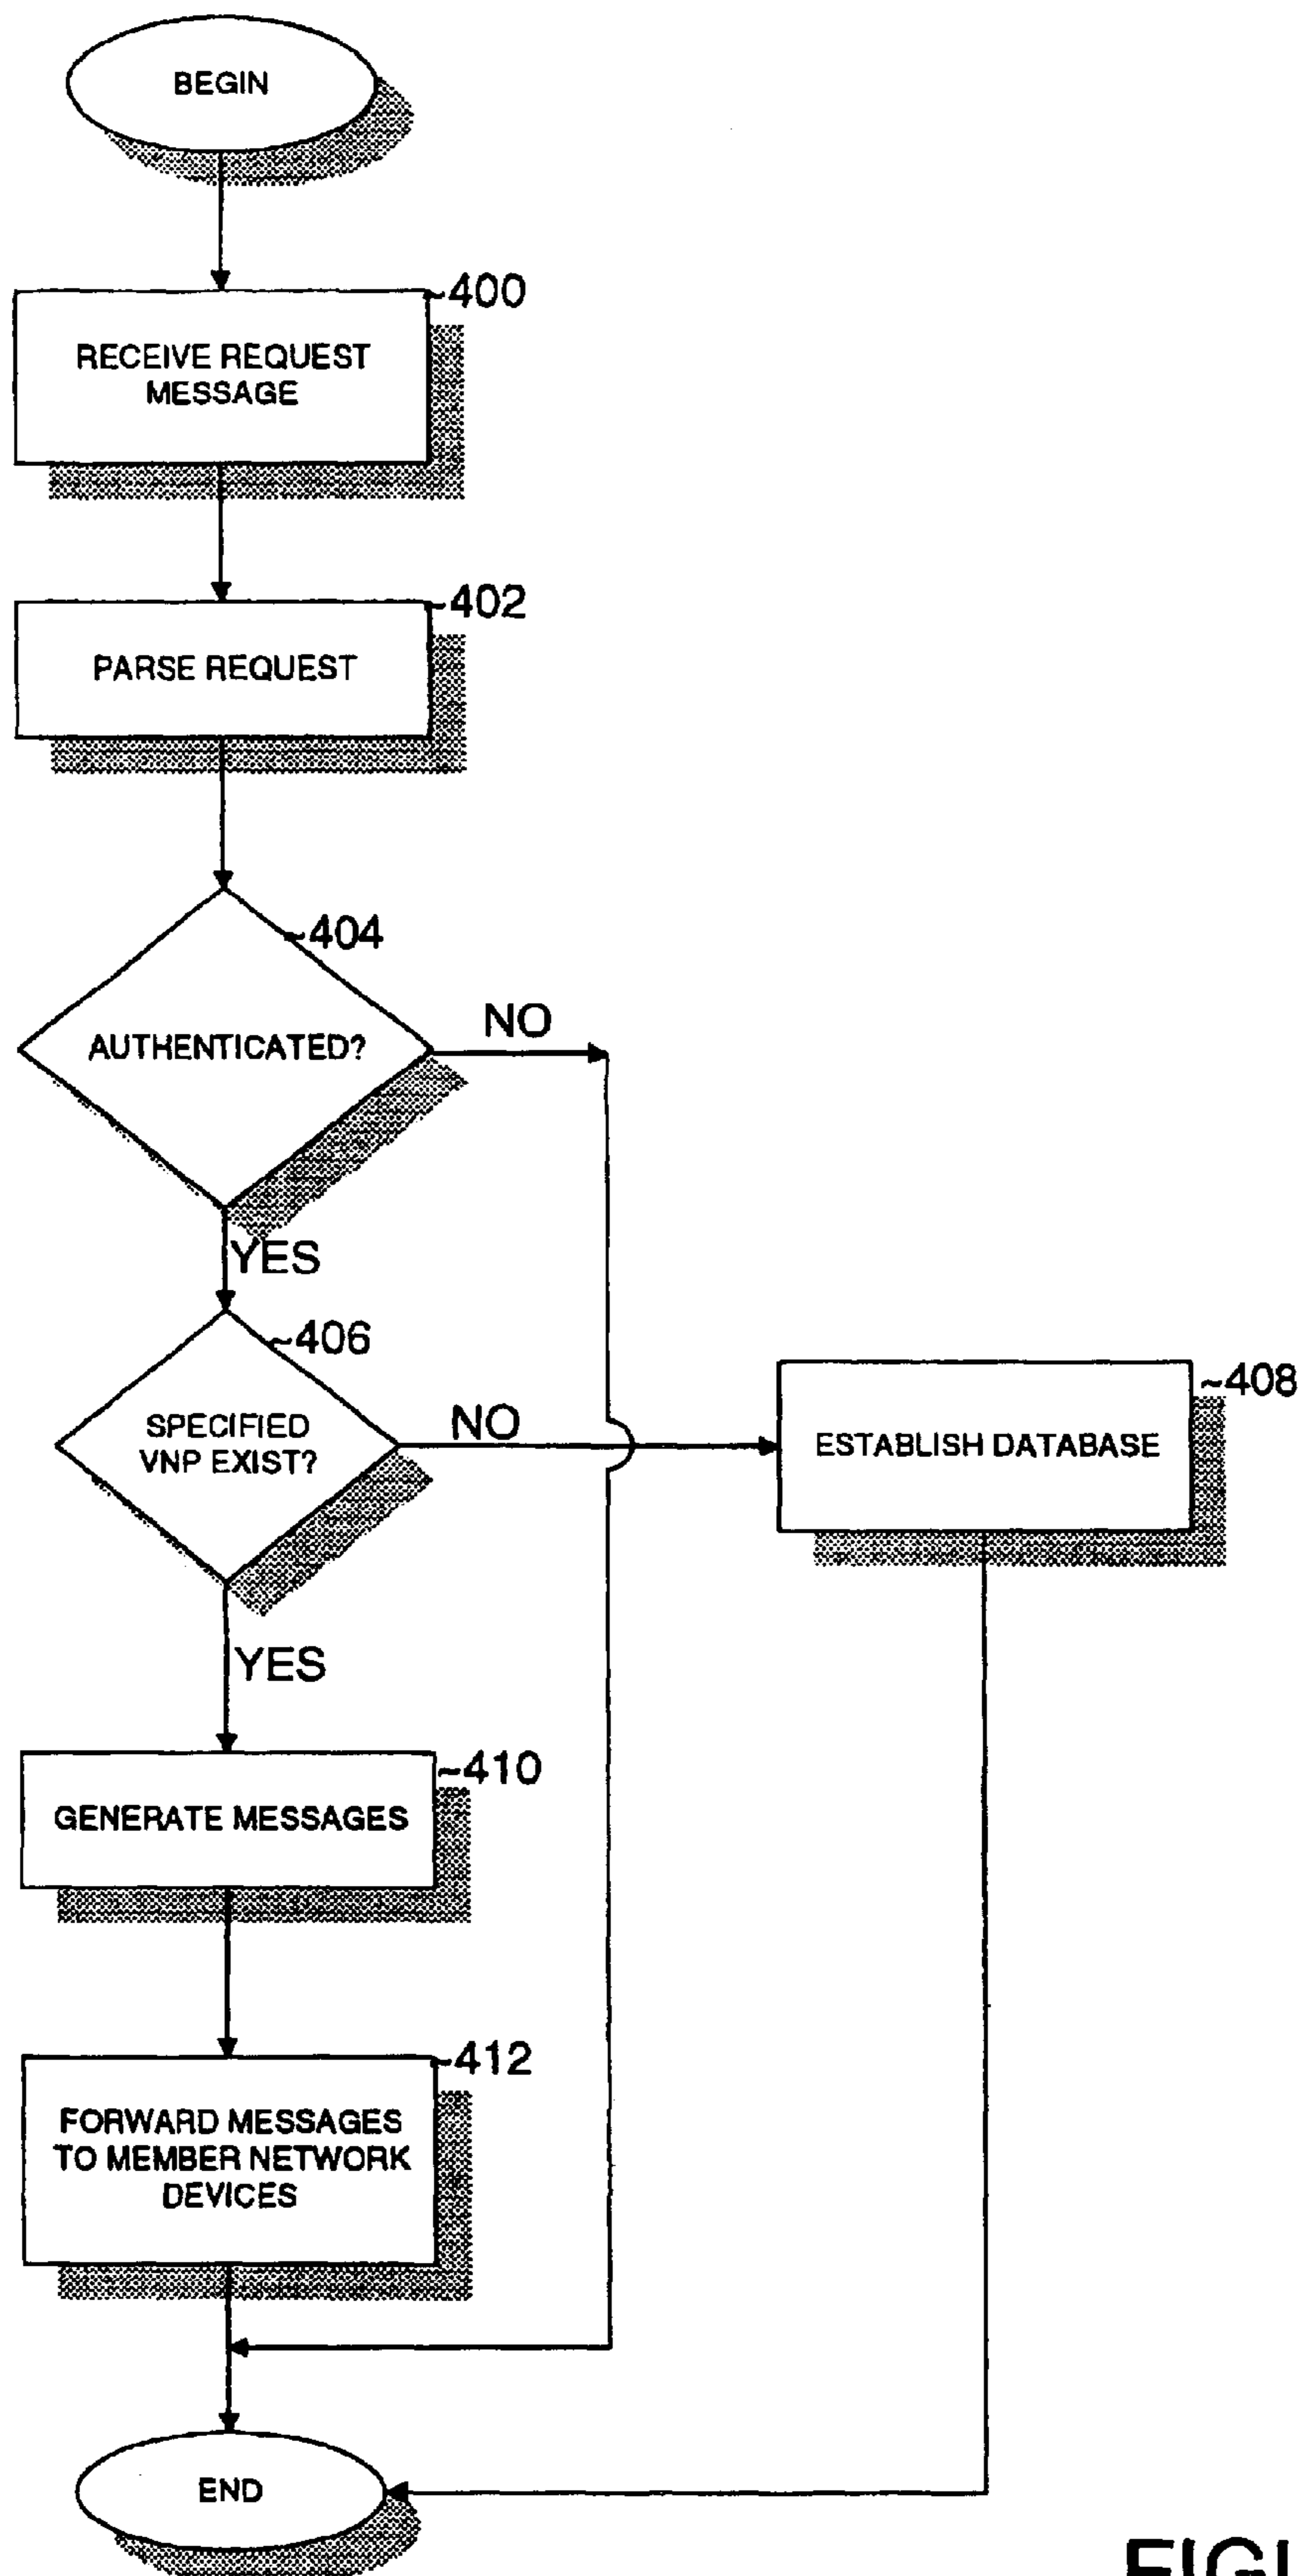 BEGIN
~400
RECEIVE REQUEST
MESSAGE
~402
PARSE REQUEST
~404
AUTHENTICATED?
NO
YES
~406
SPECIFIED
VNP EXIST?
NO
~408
ESTABLISH DATABASE
YES
~410
GENERATE MESSAGES
~412
FORWARD MESSAGES
TO MEMBER NETWORK
DEVICES
END